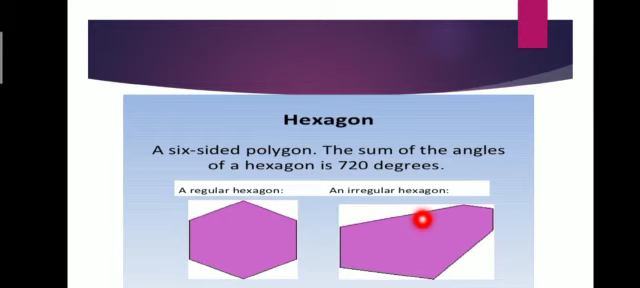 Hexagon
A six-sided polygon. The sum of the angles
of a hexagon is 720 degrees.
A regular hexagon: An irregular hexagon: